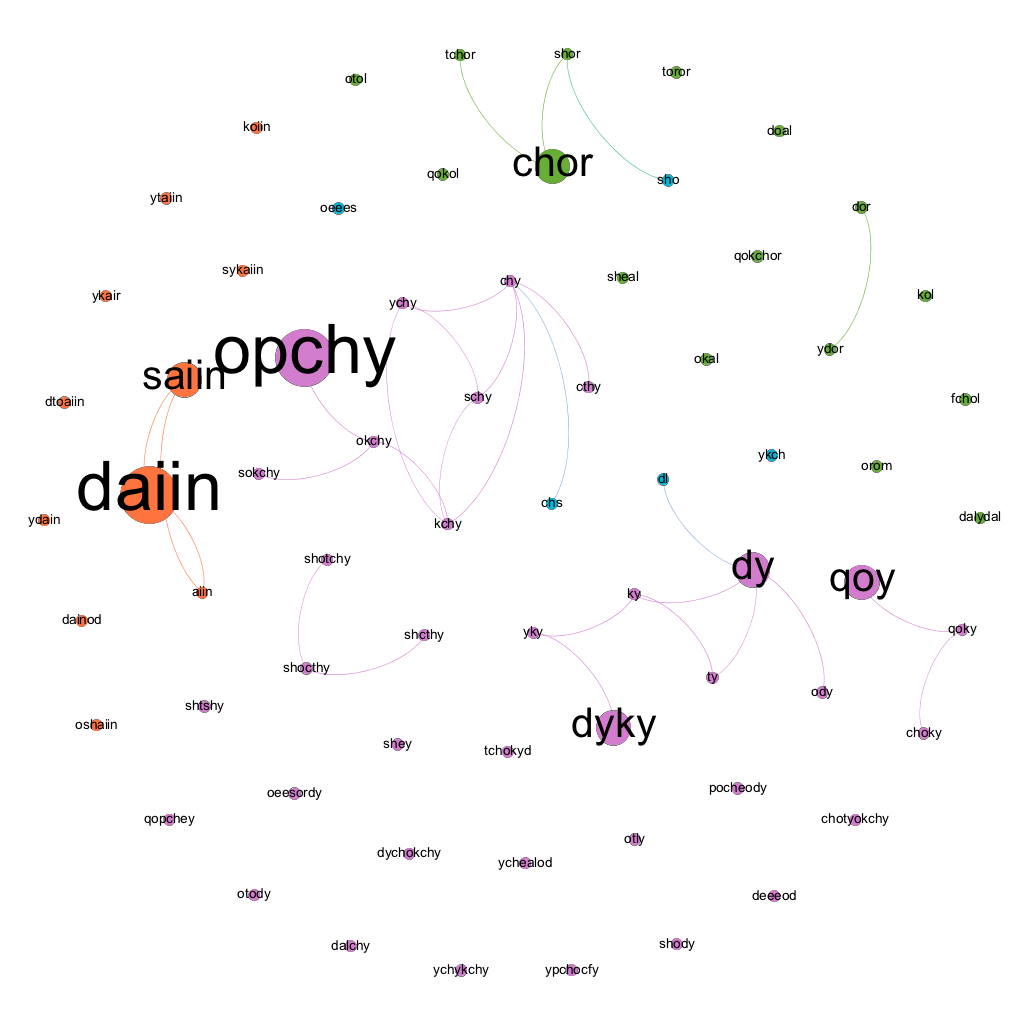 tchor
shor
otol
toror
koiin
doal
chor
qokol
sho
ytaiin
oeees
dor
qokchor
sykaiin
sheal
chy
ykair
ychy
kol
opchy
ydor
okal
saiin
cthy
schy
dtoaiin
fchol
okchy
ykch
orom
sokchy
dl
daiin
chs
dalydal
ydain
kchy
shotchy
dy
qoy
aiin
ky
dainod
qoky
yky
shcthy
shocthy
ty
ody
shtshy
oshaiin
dyky
choky
shey
tchokyd
pocheody
oeesordy
qopchey
chotyokchy
otly
dychokchy
ychealod
otody
deeeod
dalchy
shody
ychykchy
ypchocfy